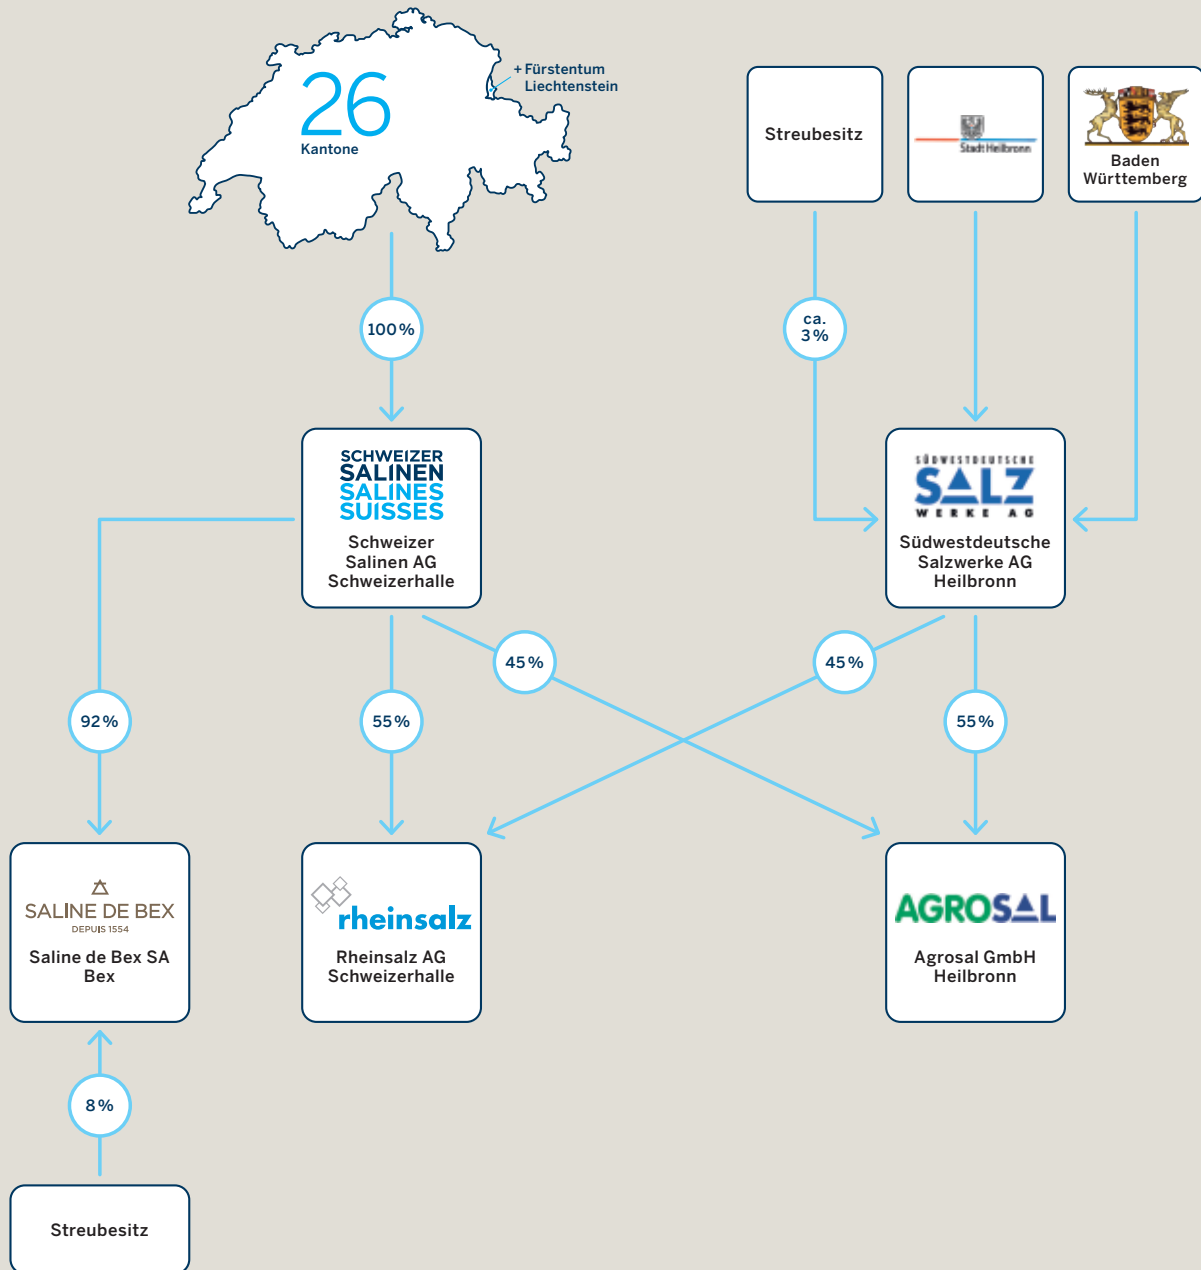 26
Kantone
+ Fürstentum
Liechtenstein
Streubesitz
Stadt Heilbronn
Baden
Württemberg
100%
ca.
3%
SCHWEIZER
SALINEN
SALINES
SUISSES
Schweizer
Salinen AG
Schweizerhalle
SÜDWESTDEUTSCHE
SALZ
WERKE AG
Südwestdeutsche
Salzwerke AG
Heilbronn
45%
45%
92%
55%
55%
SALINE DE BEX
DEPUIS 1554
Saline de Bex SA
Bex
rheinsalz
Rheinsalz AG
Schweizerhalle
AGROSAL
Agrosal GmbH
Heilbronn
8%
Streubesitz